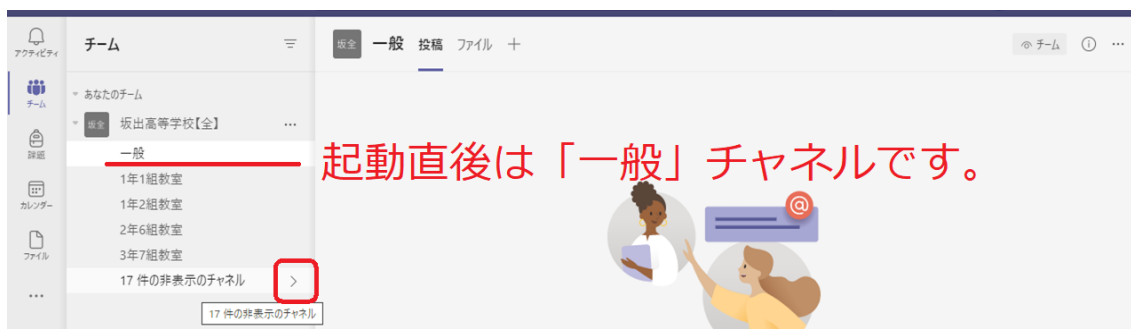 アクティビティ
チーム
課題
カレンダー
ファイル
チーム
あなたのチーム
坂全 坂出高等学校【全】 …
一般
1年1組教室
1年2組教室
2年6組教室
3年7組教室
17 件の非表示のチャネル
17 件の非表示のチャネル
坂全 一般 投稿 ファイル +
チーム
起動直後は「一般」チャネルです。
@